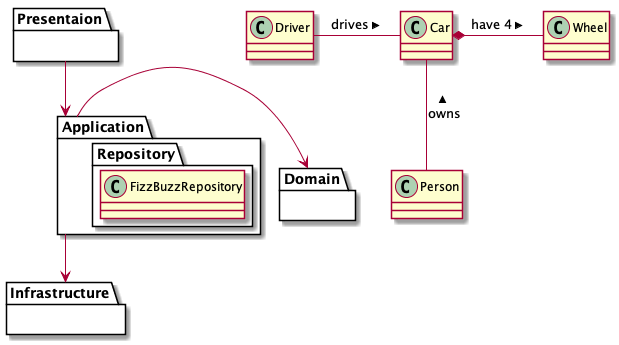 Presentaion
C Driver
drives ▶
C Car
have 4 ▶
C Wheel
▲
owns
Application
Repository
C FizzBuzzRepository
Domain
C Person
Infrastructure